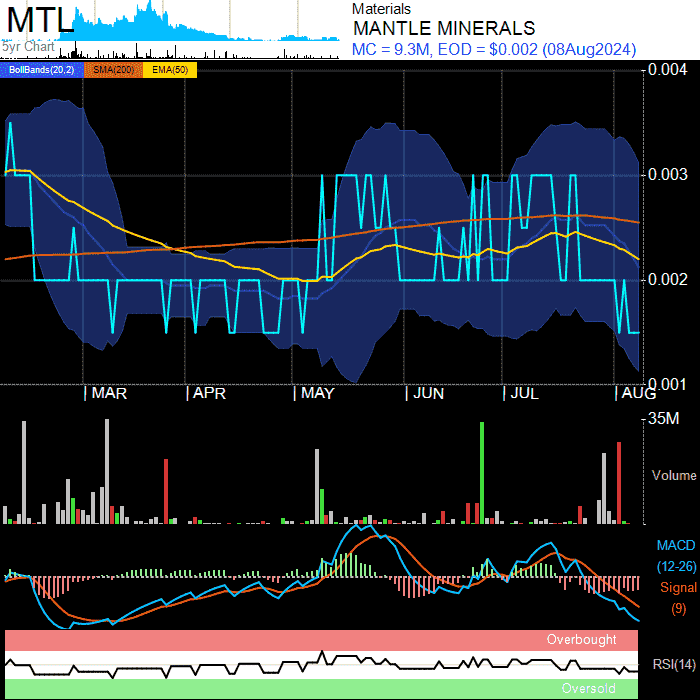 MTL
5yr Chart
Materials
MANTLE MINERALS
MC = 9.3M, EOD = $0.002 (08Aug2024)
BollBands(20,2) SMA(200) EMA(50)
0.004
0.003
0.002
0.001
| MAR | APR | MAY | JUN | JUL | AUG
35M
Volume
MACD
(12-26)
Signal
(9)
Overbought
RSI(14)
Oversold